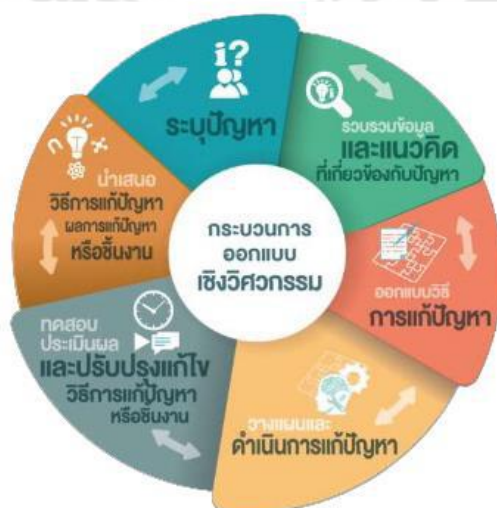 กระบวนการ
ออกแบบ
เชิงวิศวกรรม
i?
ระบุปัญหา
รวบรวมข้อมูล
และแนวคิด
ที่เกี่ยวข้องกับปัญหา
ออกแบบวิธี
การแก้ปัญหา
วางแผนและ
ดำเนินการแก้ปัญหา
ทดสอบ
ประเมินผล
และปรับปรุงแก้ไข
วิธีการแก้ปัญหา
หรือชิ้นงาน
นำเสนอ
วิธีการแก้ปัญหา
ผลการแก้ปัญหา
หรือชิ้นงาน